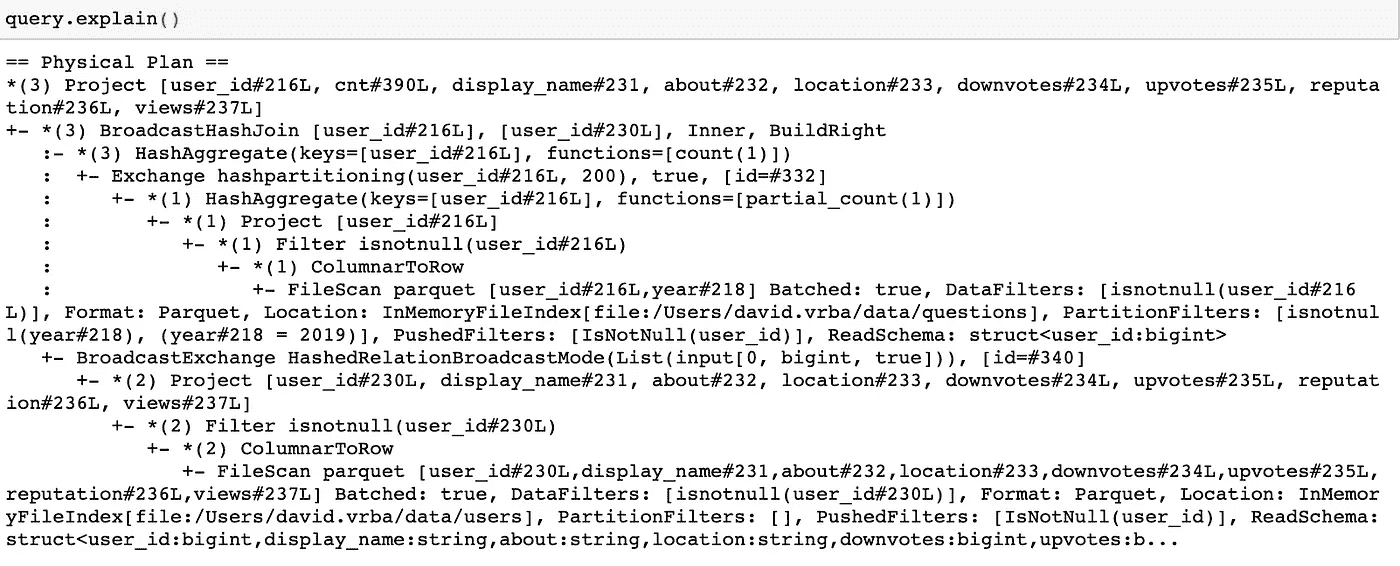 query.explain()
== Physical Plan ==
*(3) Project [user_id#216L, cnt#390L, display_name#231, about#232, location#233, downvotes#234L, upvotes#235L, reputa
tion#236L, views#237L]
+- *(3) BroadcastHashJoin [user_id#216L], [user_id#230L], Inner, BuildRight
   :- *(3) HashAggregate(keys=[user_id#216L], functions=[count(1)])
   :  +- Exchange hashpartitioning(user_id#216L, 200), true, [id=#332]
   :     +- *(1) HashAggregate(keys=[user_id#216L], functions=[partial_count(1)])
   :        +- *(1) Project [user_id#216L]
   :           +- *(1) Filter isnotnull(user_id#216L)
   :              +- *(1) ColumnarToRow
   :                 +- FileScan parquet [user_id#216L,year#218] Batched: true, DataFilters: [isnotnull(user_id#216
L)], Format: Parquet, Location: InMemoryFileIndex[file:/Users/david.vrba/data/questions], PartitionFilters: [isnotnul
l(year#218), (year#218 = 2019)], PushedFilters: [IsNotNull(user_id)], ReadSchema: struct<user_id:bigint>
   +- BroadcastExchange HashedRelationBroadcastMode(List(input[0, bigint, true])), [id=#340]
      +- *(2) Project [user_id#230L, display_name#231, about#232, location#233, downvotes#234L, upvotes#235L, reputat
ion#236L, views#237L]
         +- *(2) Filter isnotnull(user_id#230L)
            +- *(2) ColumnarToRow
               +- FileScan parquet [user_id#230L,display_name#231,about#232,location#233,downvotes#234L,upvotes#235L,
reputation#236L,views#237L] Batched: true, DataFilters: [isnotnull(user_id#230L)], Format: Parquet, Location: InMemor
yFileIndex[file:/Users/david.vrba/data/users], PartitionFilters: [], PushedFilters: [IsNotNull(user_id)], ReadSchema:
struct<user_id:bigint,display_name:string,about:string,location:string,downvotes:bigint,upvotes:b...